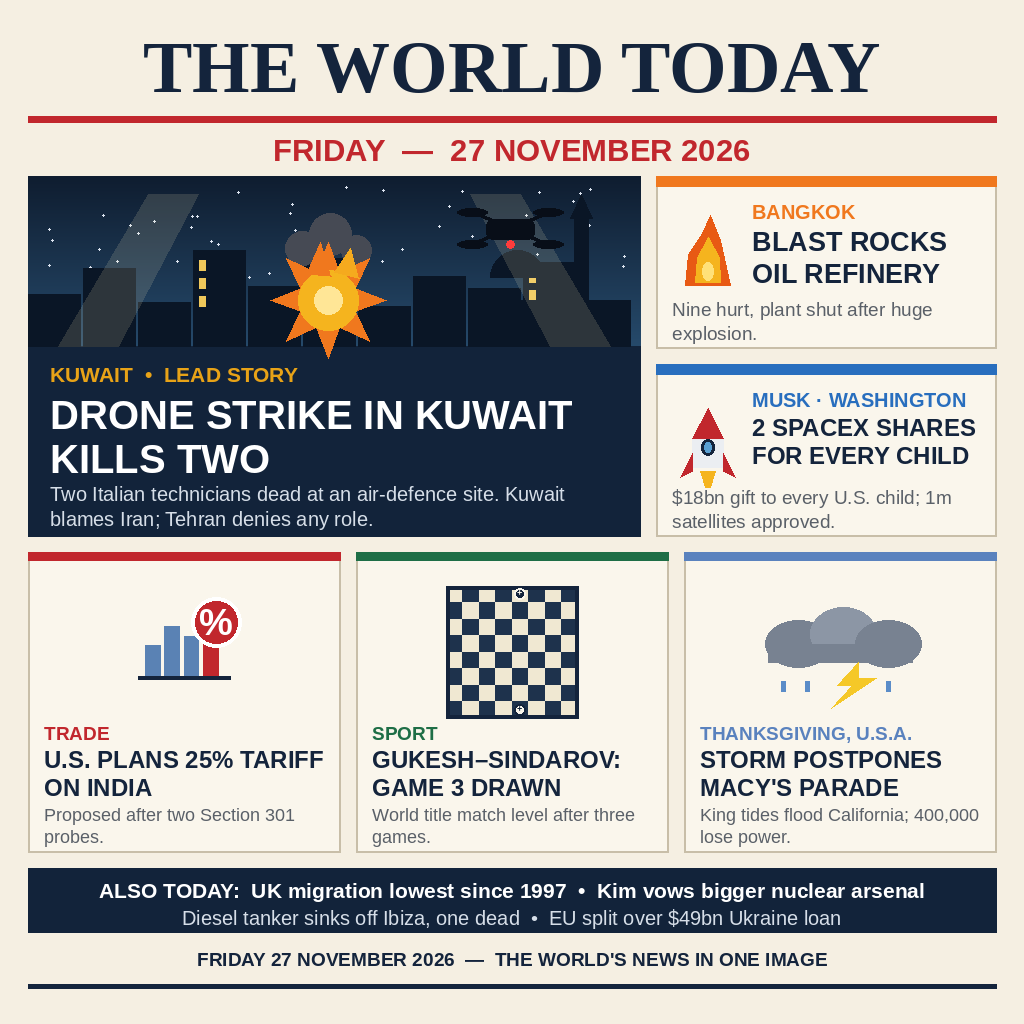 THE WORLD TODAY
FRIDAY — 27 NOVEMBER 2026
KUWAIT • LEAD STORY
DRONE STRIKE IN KUWAIT
KILLS TWO
Two Italian technicians dead at an air-defence site. Kuwait
blames Iran; Tehran denies any role.
BANGKOK
BLAST ROCKS
OIL REFINERY
Nine hurt, plant shut after huge
explosion.
MUSK · WASHINGTON
2 SPACEX SHARES
FOR EVERY CHILD
$18bn gift to every U.S. child; 1m
satellites approved.
%
TRADE
U.S. PLANS 25% TARIFF
ON INDIA
Proposed after two Section 301
probes.
SPORT
GUKESH–SINDAROV:
GAME 3 DRAWN
World title match level after three
games.
THANKSGIVING, U.S.A.
STORM POSTPONES
MACY'S PARADE
King tides flood California; 400,000
lose power.
ALSO TODAY: UK migration lowest since 1997 • Kim vows bigger nuclear arsenal
Diesel tanker sinks off Ibiza, one dead • EU split over $49bn Ukraine loan
FRIDAY 27 NOVEMBER 2026 — THE WORLD'S NEWS IN ONE IMAGE